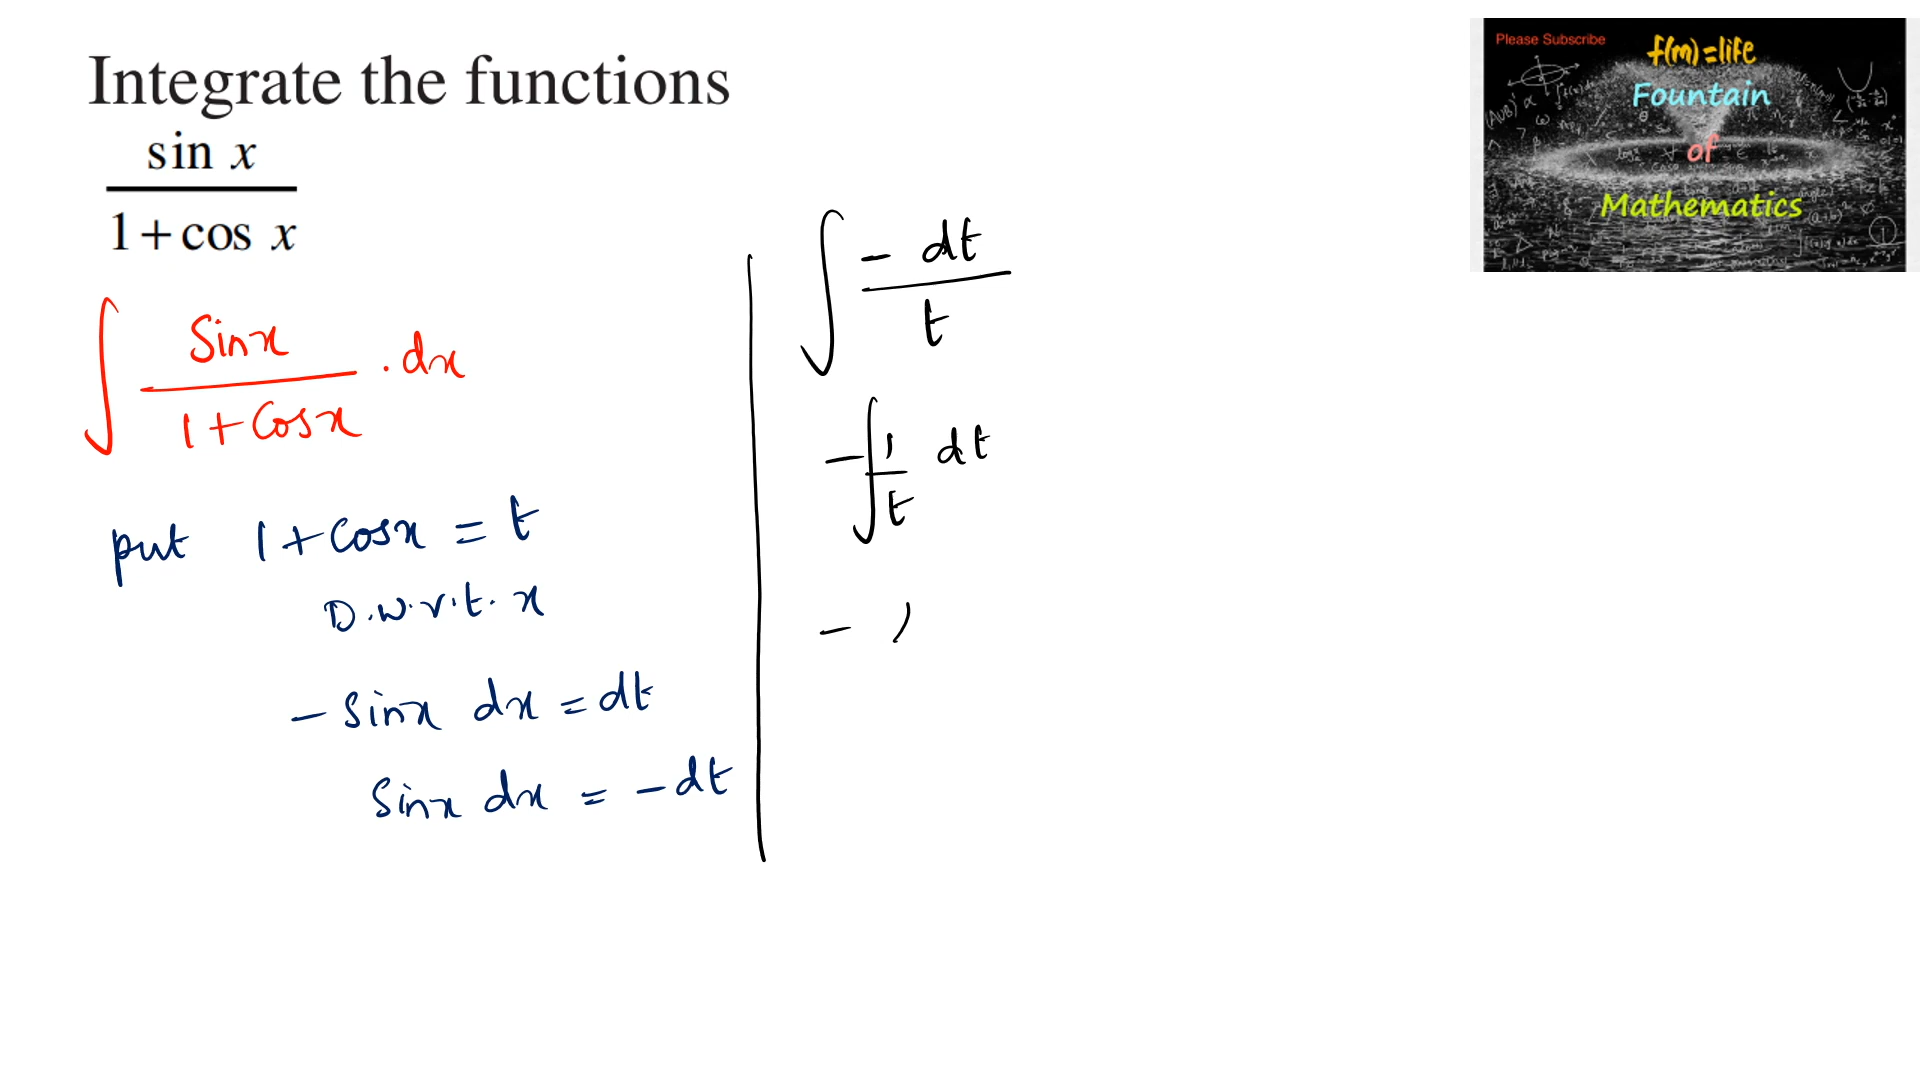 Integrate the functions
sin x
1+cos x
∫ Sinx / 1+Cosx . dx
put 1+Cosx = t
D.w.r.t. x
- Sinx dx = dt
Sinx dx = -dt
∫ - dt / t
-∫ 1/t dt
-
Please Subscribe
f(m)=life
Fountain
of
Mathematics